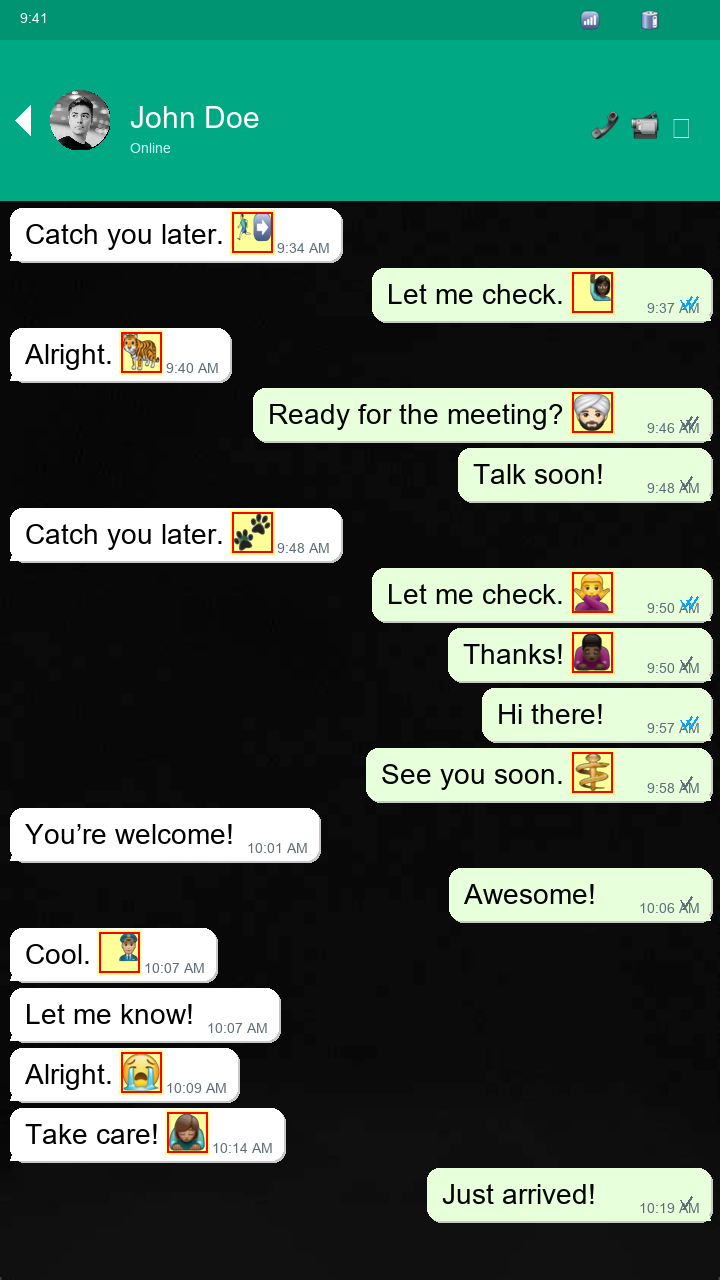 9:41
John Doe
Online
Catch you later. 9:34 AM
Let me check. 9:37 AM
Alright. 9:40 AM
Ready for the meeting? 9:46 AM
Talk soon! 9:48 AM
Catch you later. 9:48 AM
Let me check. 9:50 AM
Thanks! 9:50 AM
Hi there! 9:57 AM
See you soon. 9:58 AM
You’re welcome! 10:01 AM
Awesome! 10:06 AM
Cool. 10:07 AM
Let me know! 10:07 AM
Alright. 10:09 AM
Take care! 10:14 AM
Just arrived! 10:19 AM